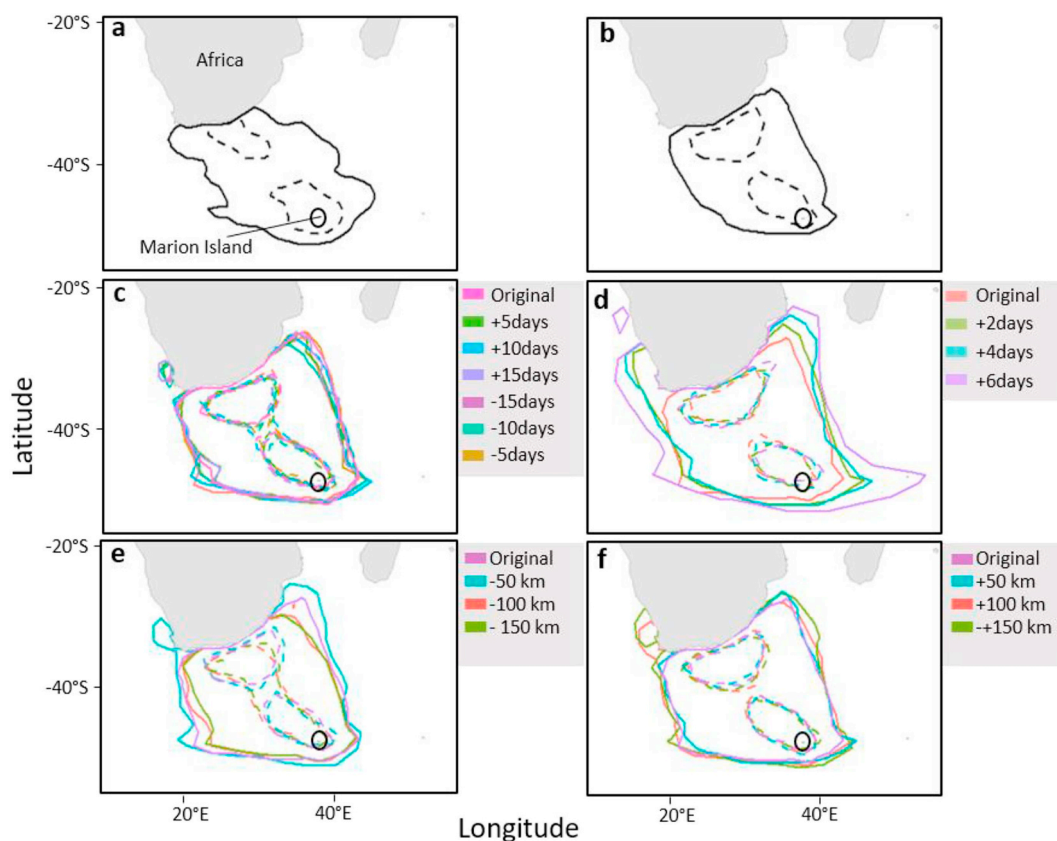 -20°S
a
Africa
b
-40°S
Marion Island
-20°S
c
Original
+5days
+10days
+15days
-15days
-10days
-5days
d
Original
+2days
+4days
+6days
Latitude
-40°S
-20°S
e
Original
-50 km
-100 km
- 150 km
f
Original
+50 km
+100 km
-+150 km
-40°S
20°E
40°E
20°E
40°E
Longitude